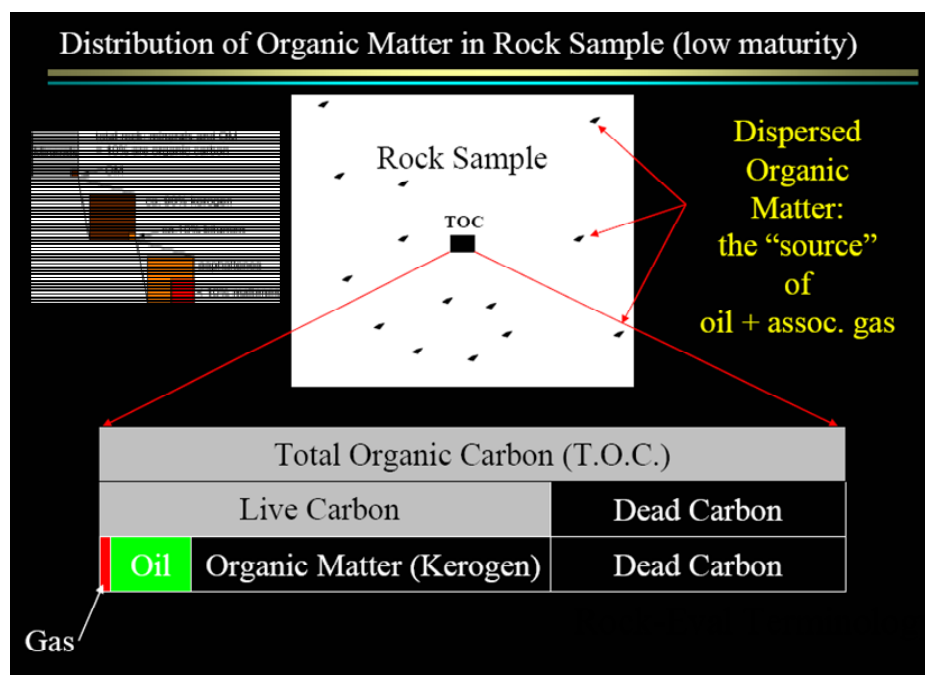 Distribution of Organic Matter in Rock Sample (low maturity)
Rock Sample
TOC
Dispersed
Organic
Matter:
the “source”
of
oil + assoc. gas
Total Organic Carbon (T.O.C.)
Live Carbon
Dead Carbon
Oil
Organic Matter (Kerogen)
Dead Carbon
Gas